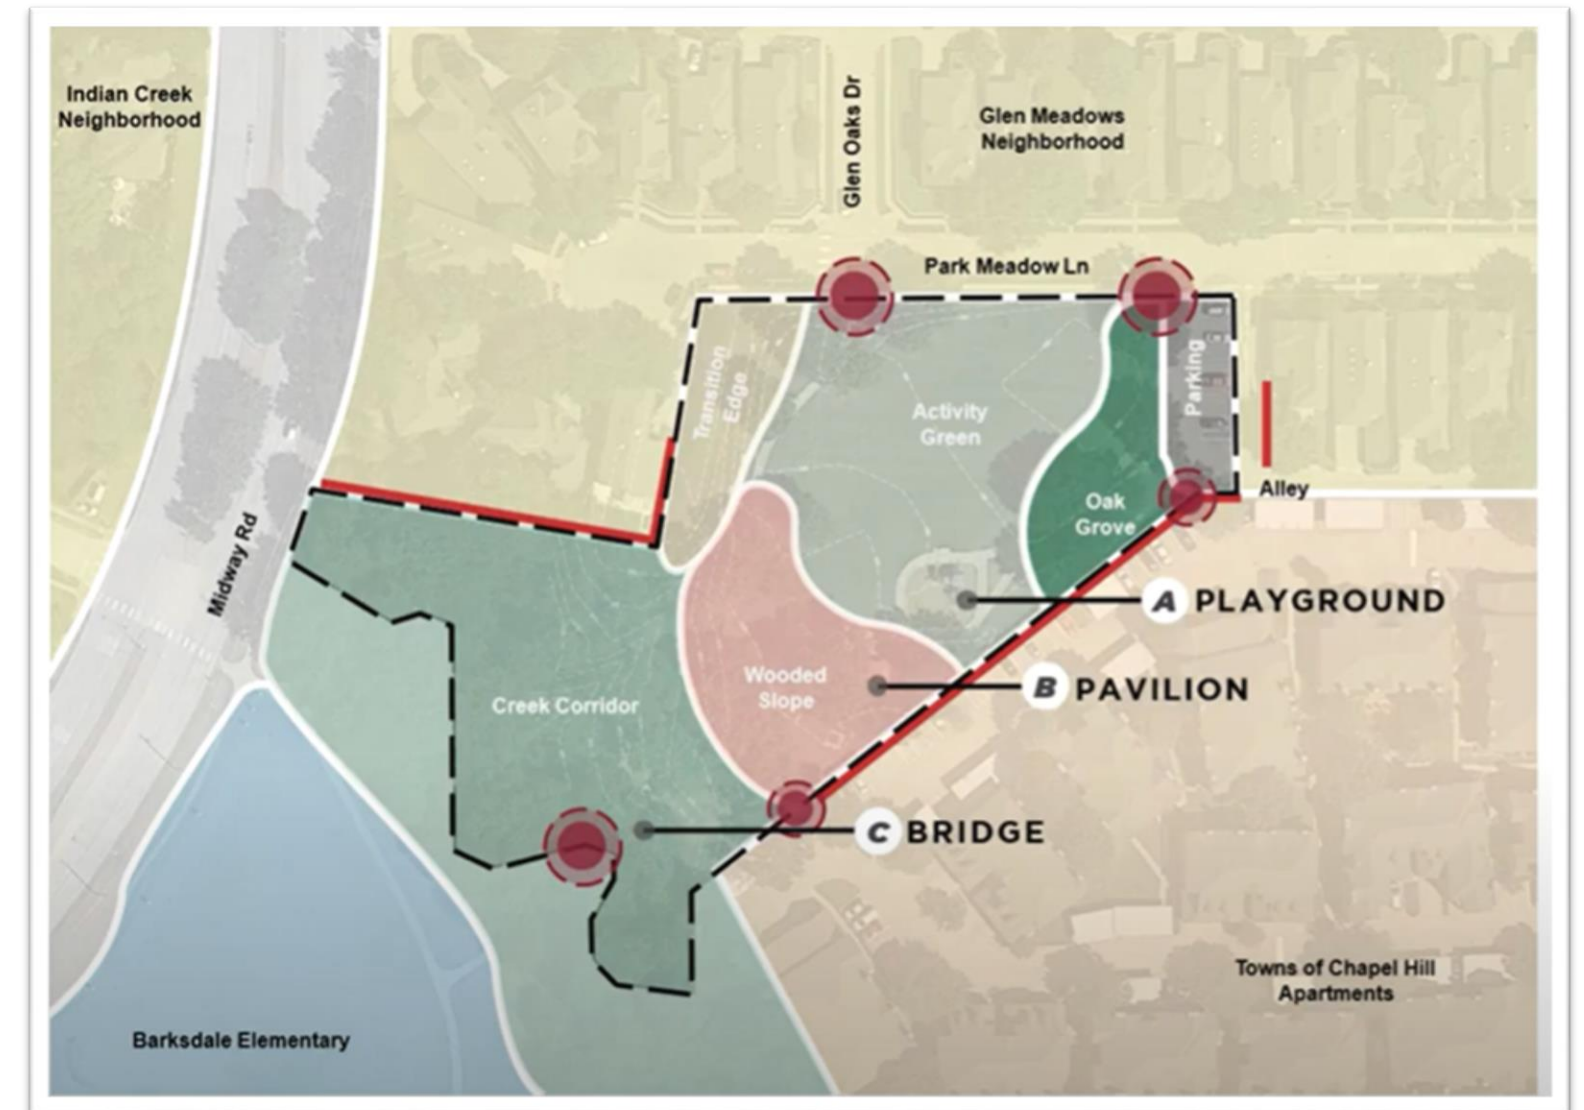 Indian Creek
Neighborhood
Glen Oaks Dr
Glen Meadows
Neighborhood
Park Meadow Ln
Transition
Edge
Activity
Green
Parking
Oak
Grove
Alley
Midway Rd
A PLAYGROUND
Wooded
Slope
B PAVILION
Creek Corridor
C BRIDGE
Towns of Chapel Hill
Apartments
Barksdale Elementary